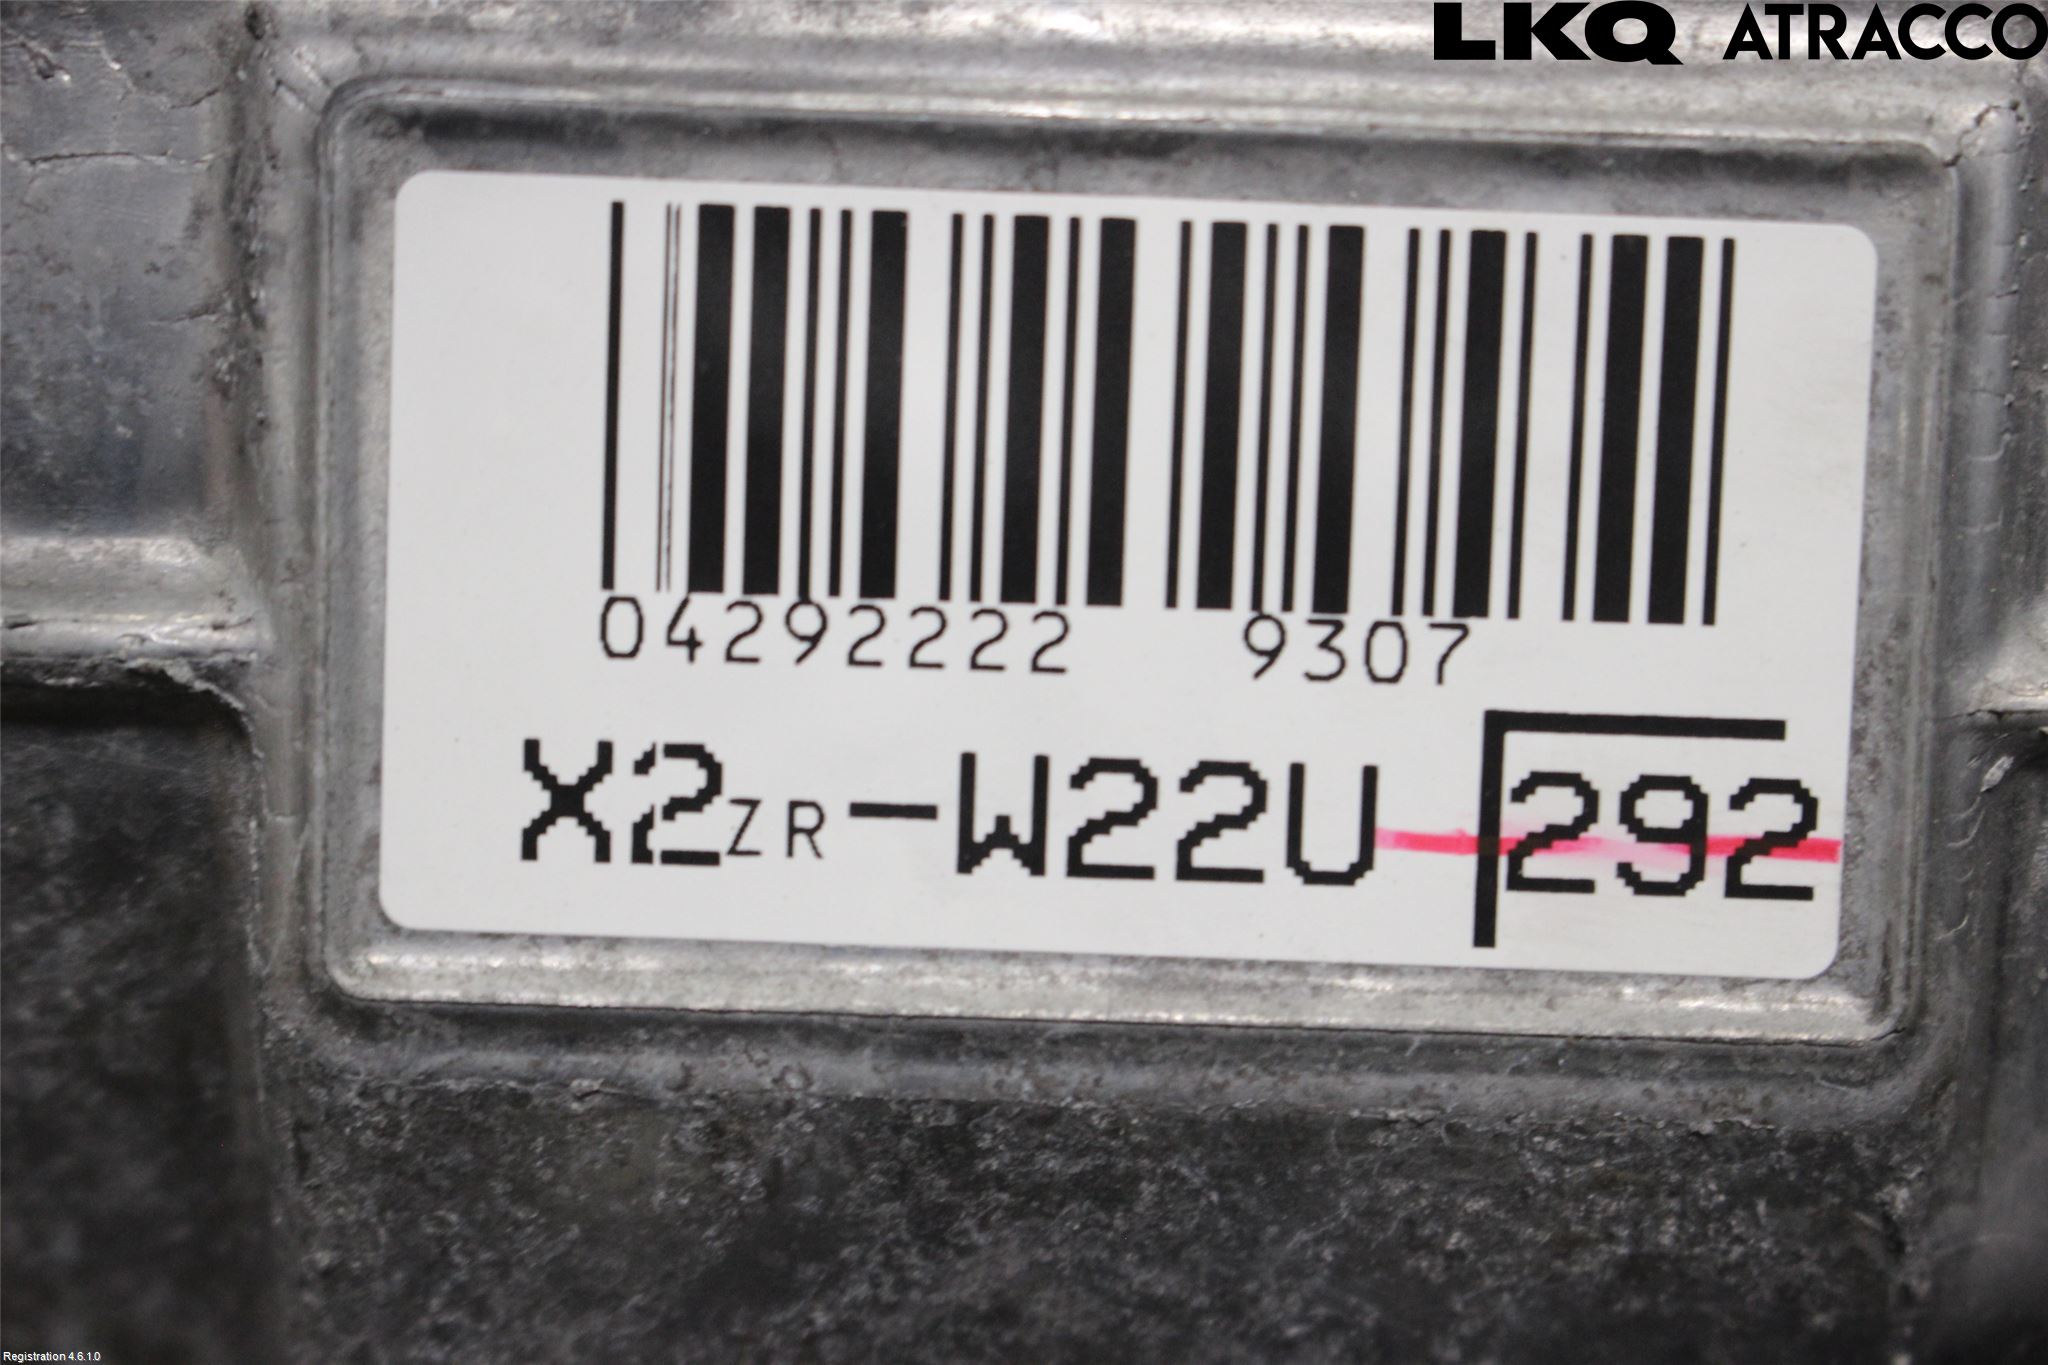 LKQ ATRACCO
04292222 9307
X2ZR-W22U 292
Registration 4.6.1.0